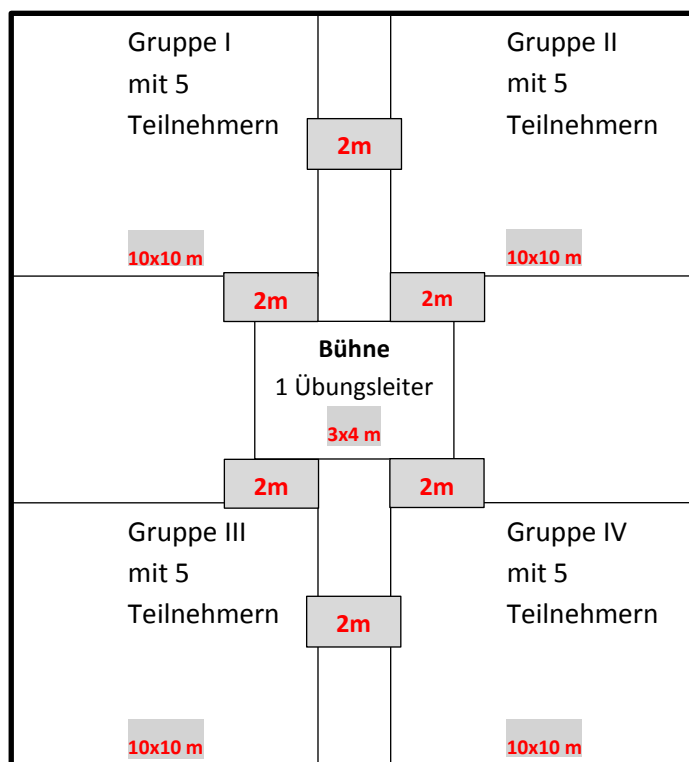 Gruppe I
mit 5
Teilnehmern
10x10 m
Gruppe II
mit 5
Teilnehmern
10x10 m
2m
2m
2m
Bühne
1 Übungsleiter
3x4 m
2m
2m
Gruppe III
mit 5
Teilnehmern
10x10 m
Gruppe IV
mit 5
Teilnehmern
10x10 m
2m